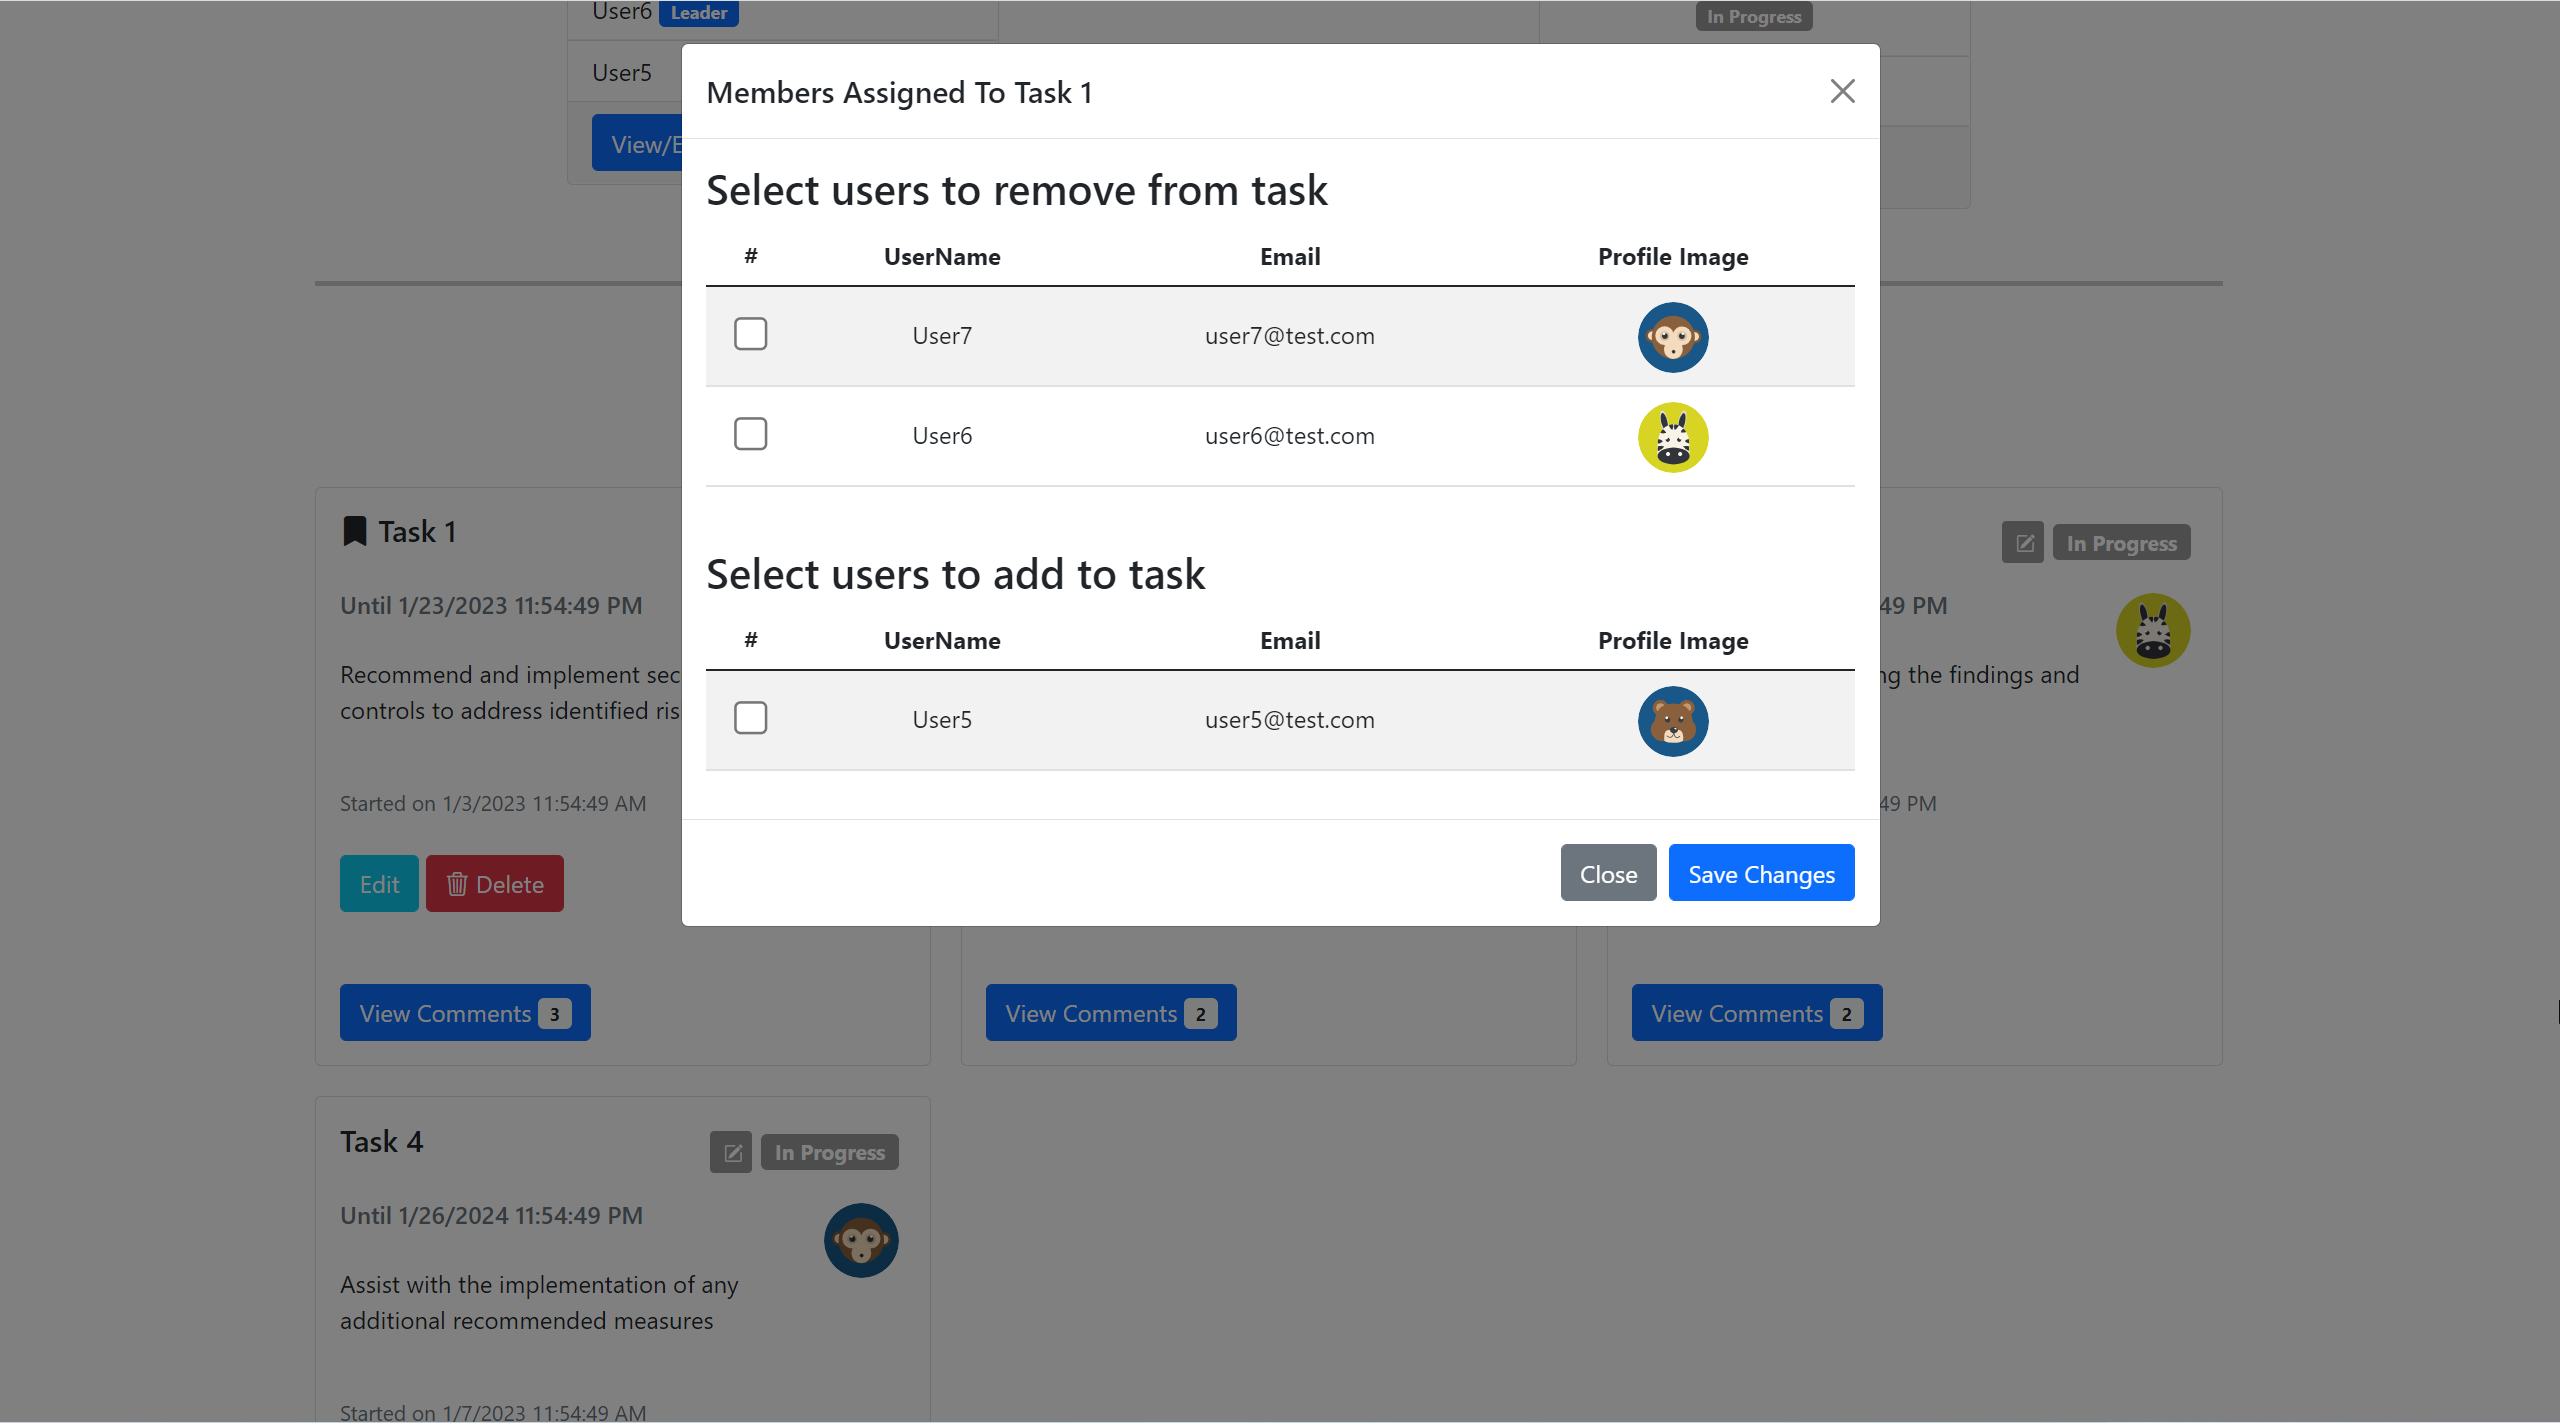 User6 Leader
In Progress
User5
View/E
Members Assigned To Task 1
Select users to remove from task
# UserName Email Profile Image
User7 user7@test.com
User6 user6@test.com
Select users to add to task
# UserName Email Profile Image
User5 user5@test.com
Close Save Changes
Task 1
Until 1/23/2023 11:54:49 PM
Recommend and implement sec
controls to address identified ris
Started on 1/3/2023 11:54:49 AM
Edit Delete
View Comments 3
View Comments 2
In Progress
49 PM
ng the findings and
49 PM
View Comments 2
Task 4
In Progress
Until 1/26/2024 11:54:49 PM
Assist with the implementation of any
additional recommended measures
Started on 1/7/2023 11:54:49 AM